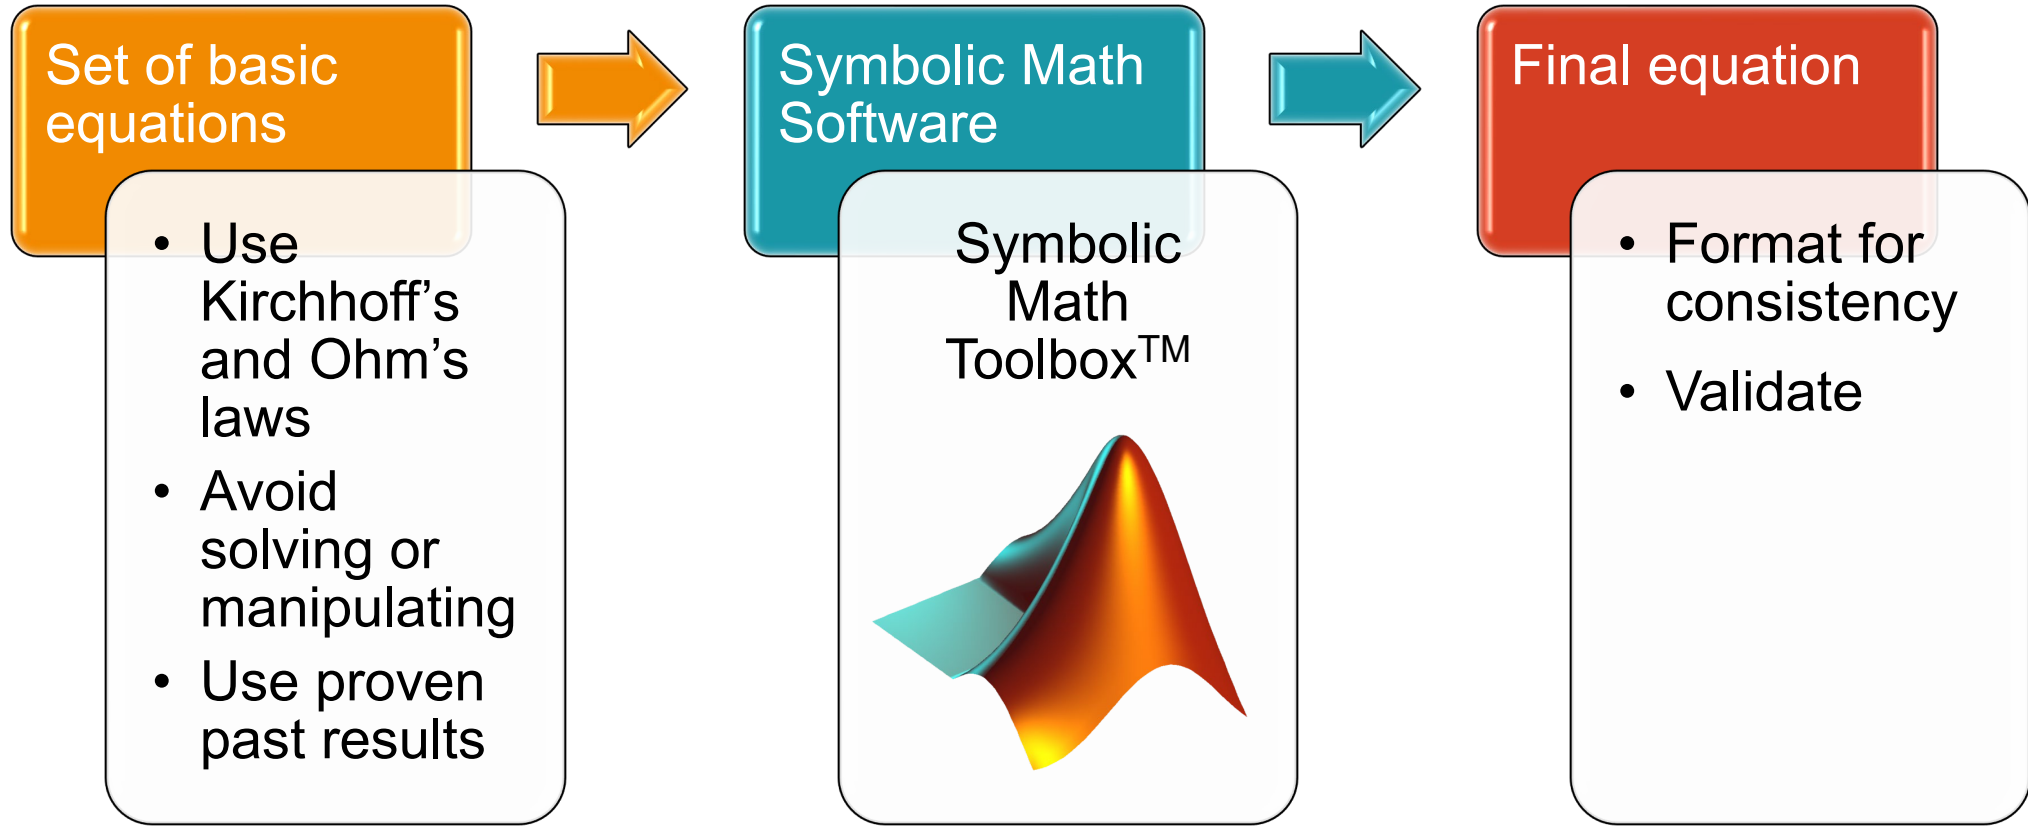 Set of basic
equations
• Use
Kirchhoff’s
and Ohm’s
laws
• Avoid
solving or
manipulating
• Use proven
past results
Symbolic Math
Software
Symbolic
Math
Toolbox™
Final equation
• Format for
consistency
• Validate